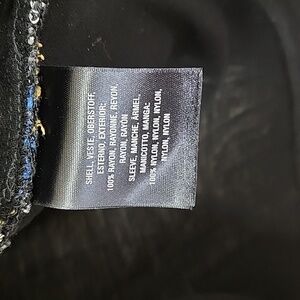 SHELL, VESTE, OBERSTOFF,
ESTERNO, EXTERIOR:
100% RAYON, RAYONNE, REYON,
RAYON, RAYON
SLEEVE, MANCHE, ÄRMEL,
MANICOTTO, MANGA:
100% NYLON, NYLON, NYLON,
NYLON, NYLON